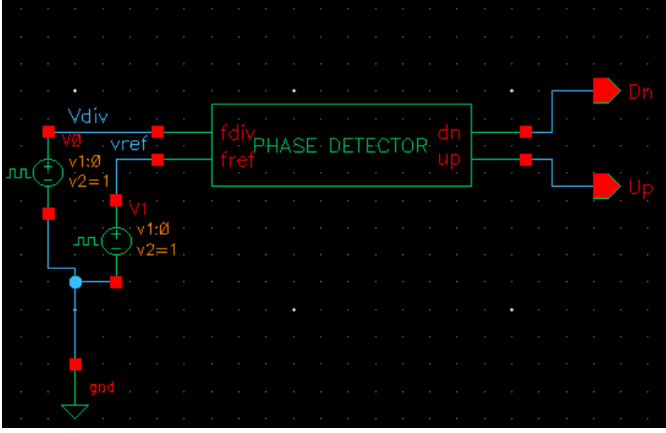 Vdiv
V0
v1:0
v2=1
vref
V1
v1:0
v2=1
fdiv
fref
PHASE DETECTOR
dn
up
Dn
Up
gnd